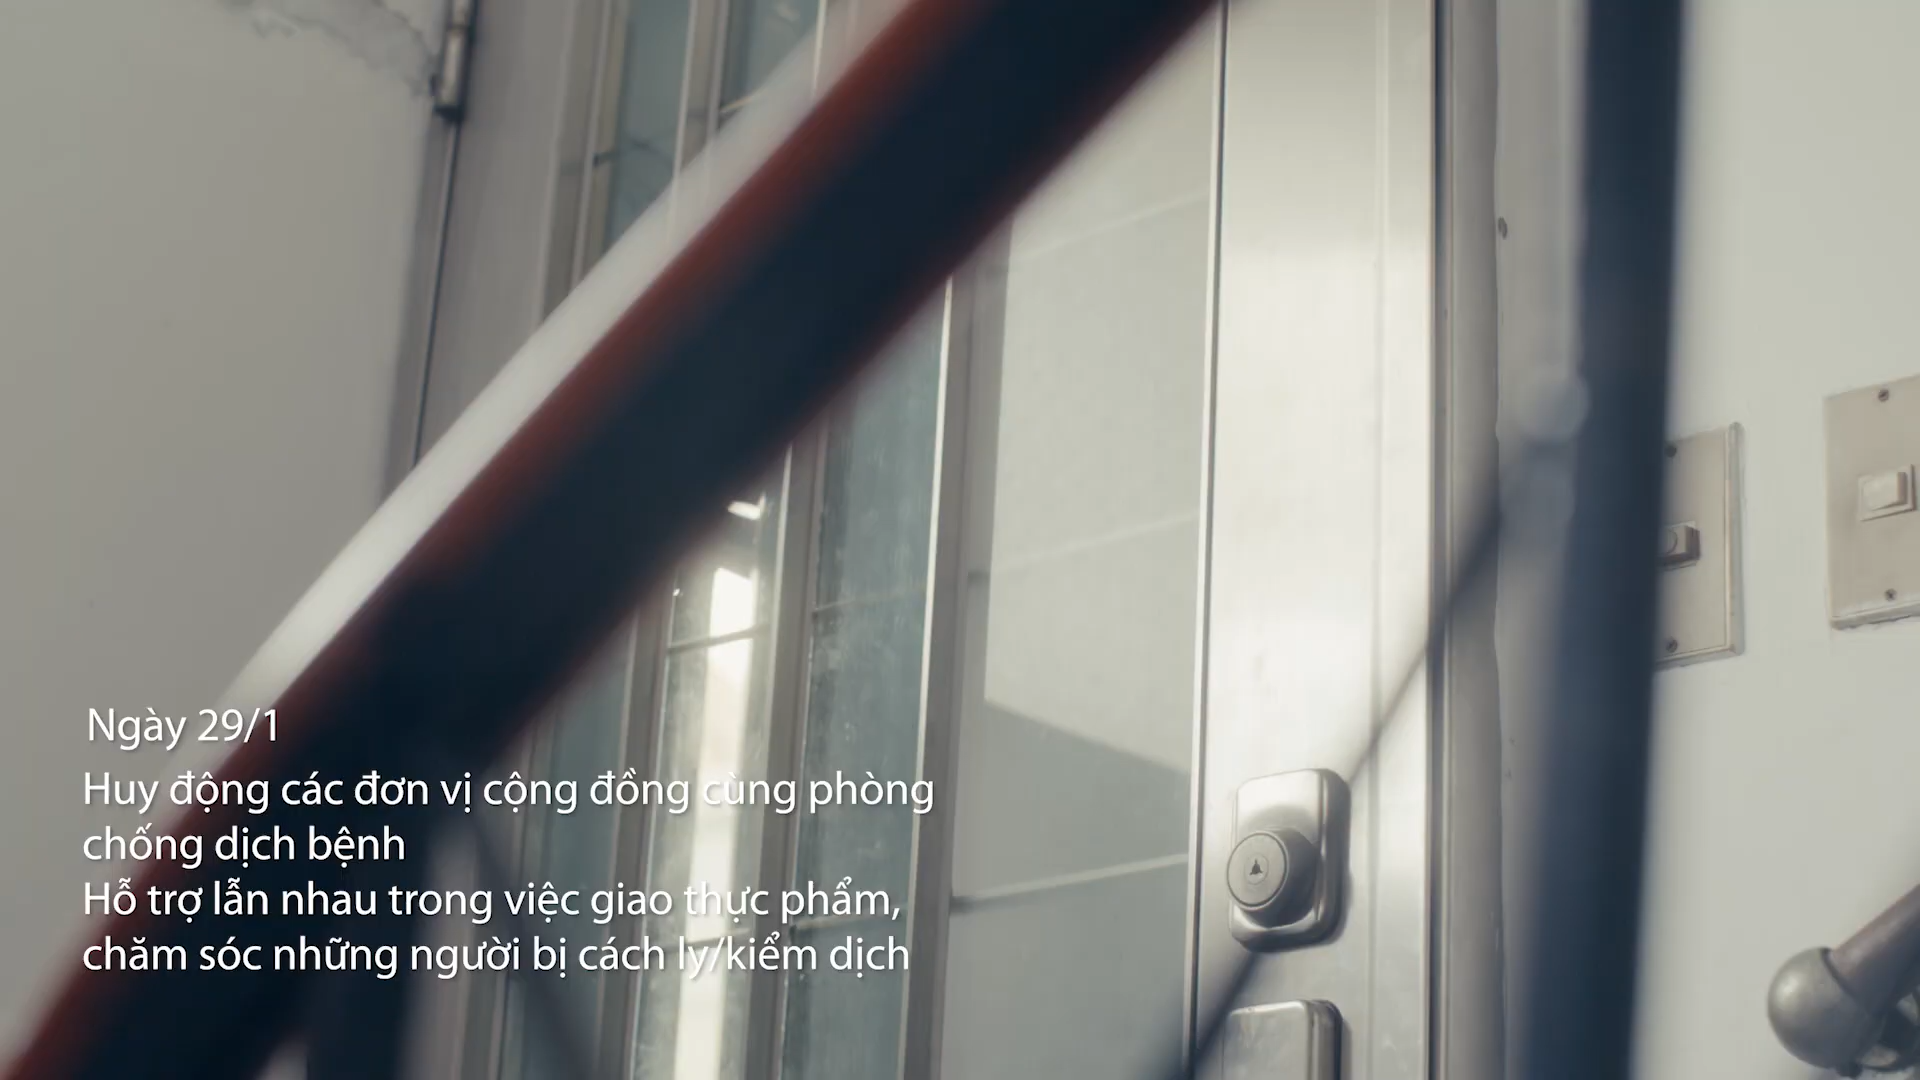 Ngày 29/1
Huy động các đơn vị cộng đồng cùng phòng
chống dịch bệnh
Hỗ trợ lẫn nhau trong việc giao thực phẩm,
chăm sóc những người bị cách ly/kiểm dịch